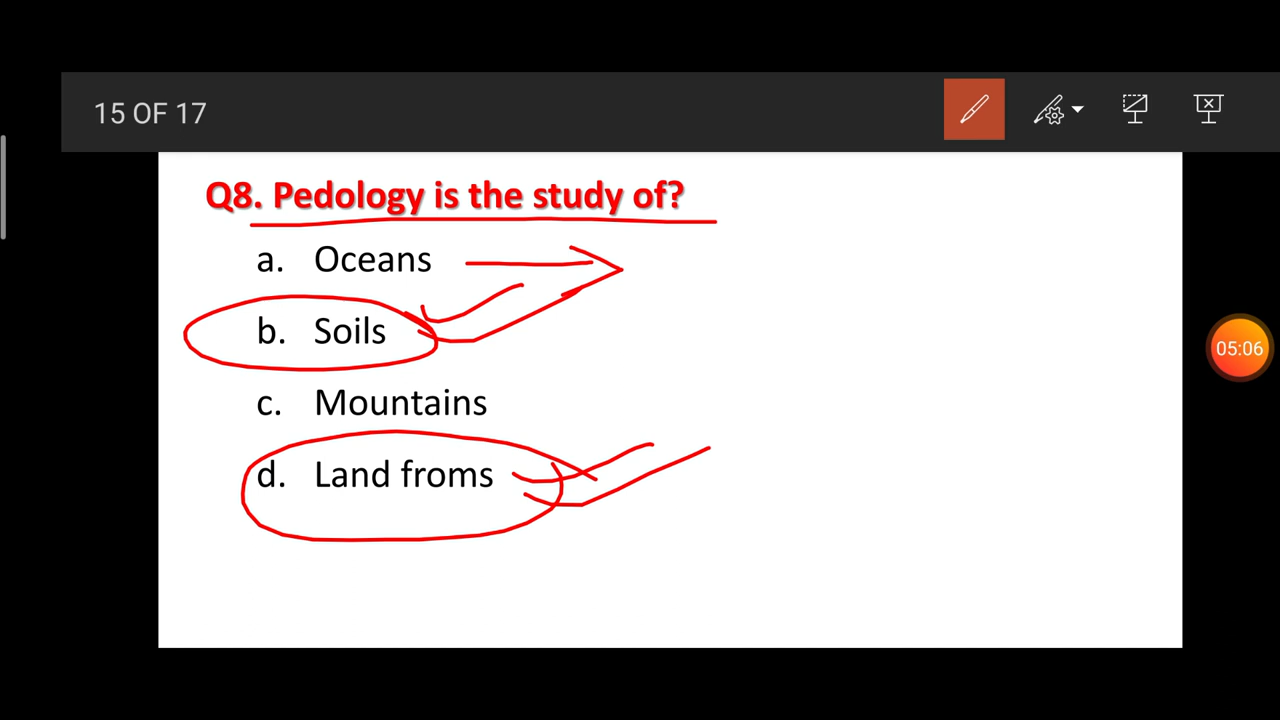 15 OF 17
Q8. Pedology is the study of?
a. Oceans
b. Soils
c. Mountains
d. Land froms
05:06